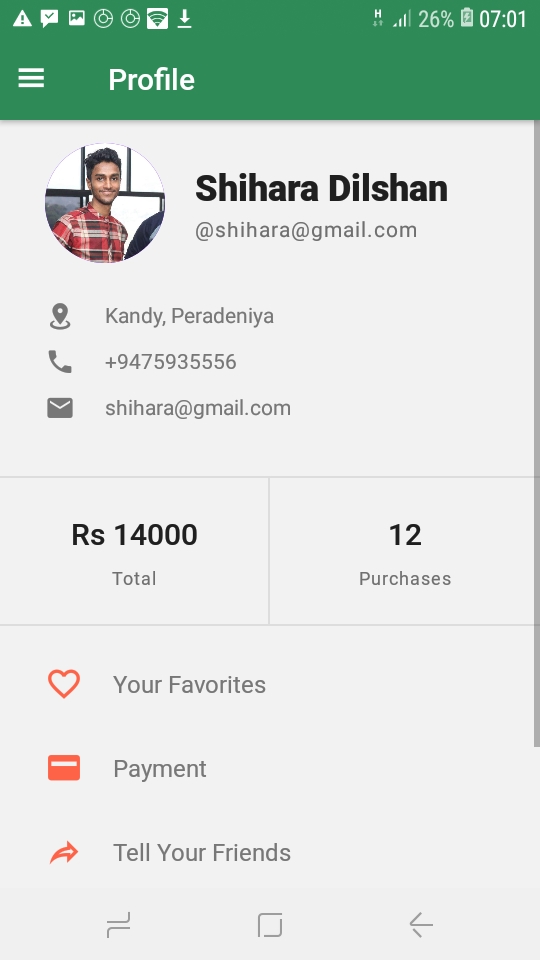 H 26% 07:01
Profile
Shihara Dilshan
@shihara@gmail.com
Kandy, Peradeniya
+9475935556
shihara@gmail.com
Rs 14000
12
Total
Purchases
Your Favorites
Payment
Tell Your Friends